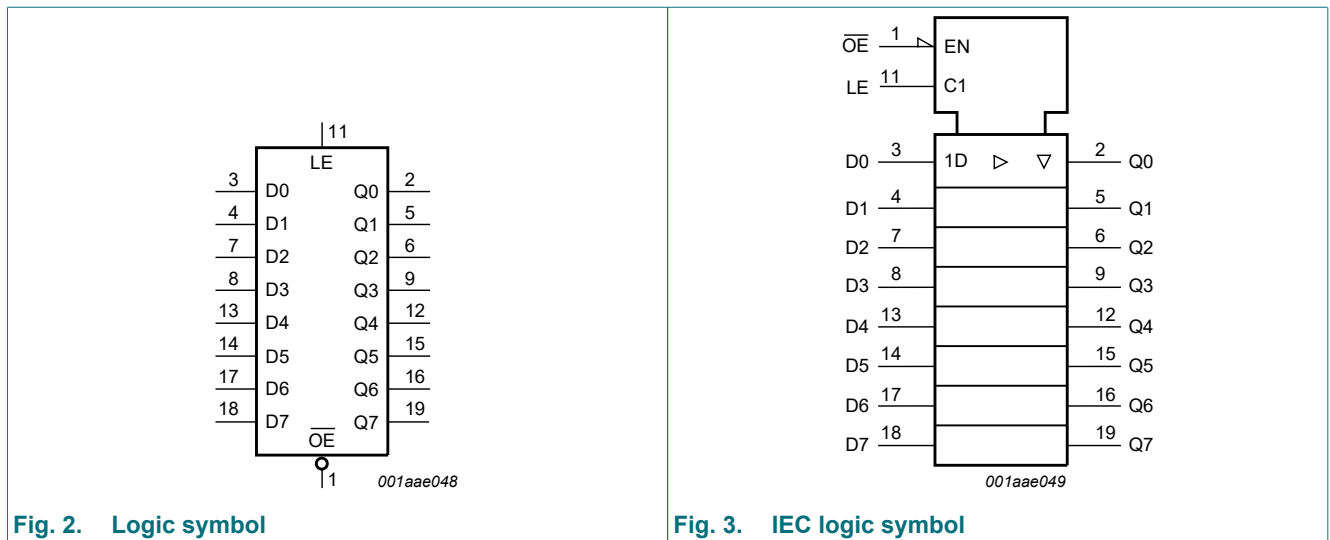 11
LE
3 D0 Q0 2
4 D1 Q1 5
7 D2 Q2 6
8 D3 Q3 9
13 D4 Q4 12
14 D5 Q5 15
17 D6 Q6 16
18 D7 Q7 19
OE
1
001aae048
Fig. 2. Logic symbol
OE 1 EN
LE 11 C1
D0 3 1D 2 Q0
D1 4 5 Q1
D2 7 6 Q2
D3 8 9 Q3
D4 13 12 Q4
D5 14 15 Q5
D6 17 16 Q6
D7 18 19 Q7
001aae049
Fig. 3. IEC logic symbol